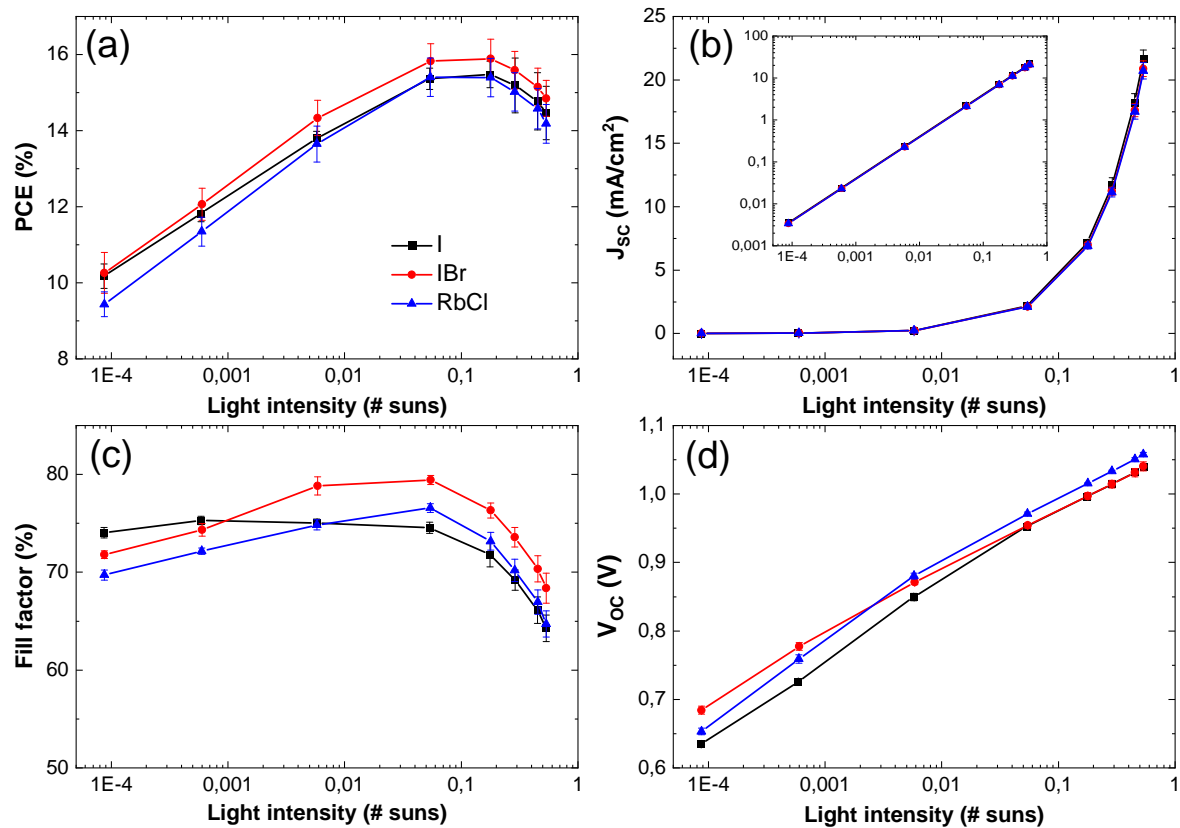 (a)
PCE (%)
16
14
12
10
8
1E-4 0,001 0,01 0,1 1
Light intensity (# suns)
I
IBr
RbCl
(b)
J_SC (mA/cm²)
25
20
15
10
5
0
100
10
1
0,1
0,01
0,001
1E-4 0,001 0,01 0,1 1
1E-4 0,001 0,01 0,1 1
Light intensity (# suns)
(c)
Fill factor (%)
80
70
60
50
1E-4 0,001 0,01 0,1 1
Light intensity (# suns)
(d)
V_OC (V)
1,1
1,0
0,9
0,8
0,7
0,6
1E-4 0,001 0,01 0,1 1
Light intensity (# suns)